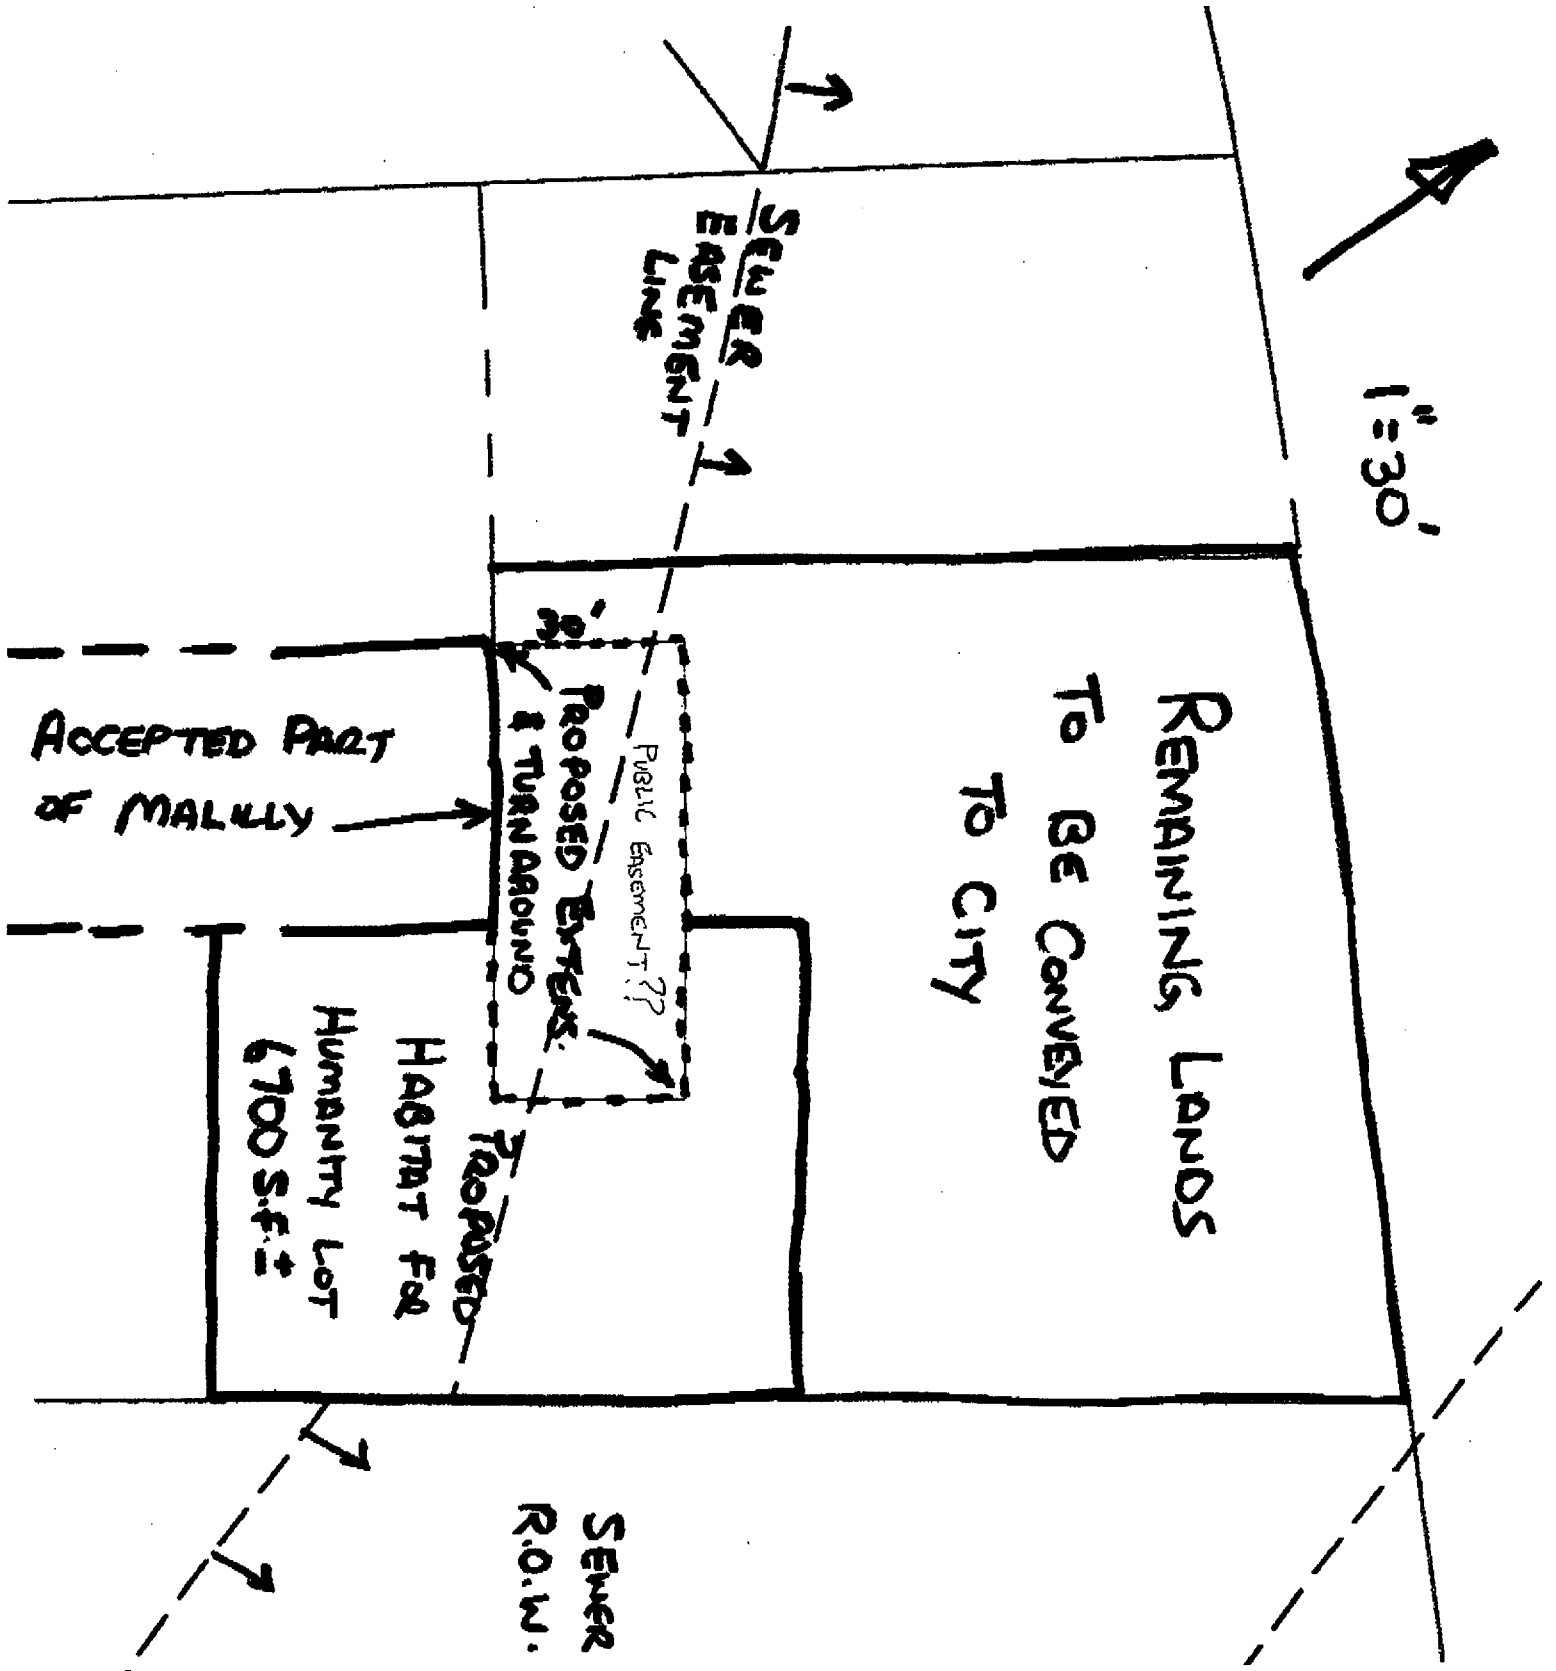 1"=30'
SEWER
EASEMENT
LINE
REMAINING LANDS
TO BE CONVEYED
TO CITY
30'
PUBLIC EASEMENT??
PROPOSED EXTENS.
& TURNAROUND
ACCEPTED PART
OF MALILLY
PROPOSED
HABITAT FOR
HUMANITY LOT
6700 S.F.±
SEWER
R.O.W.